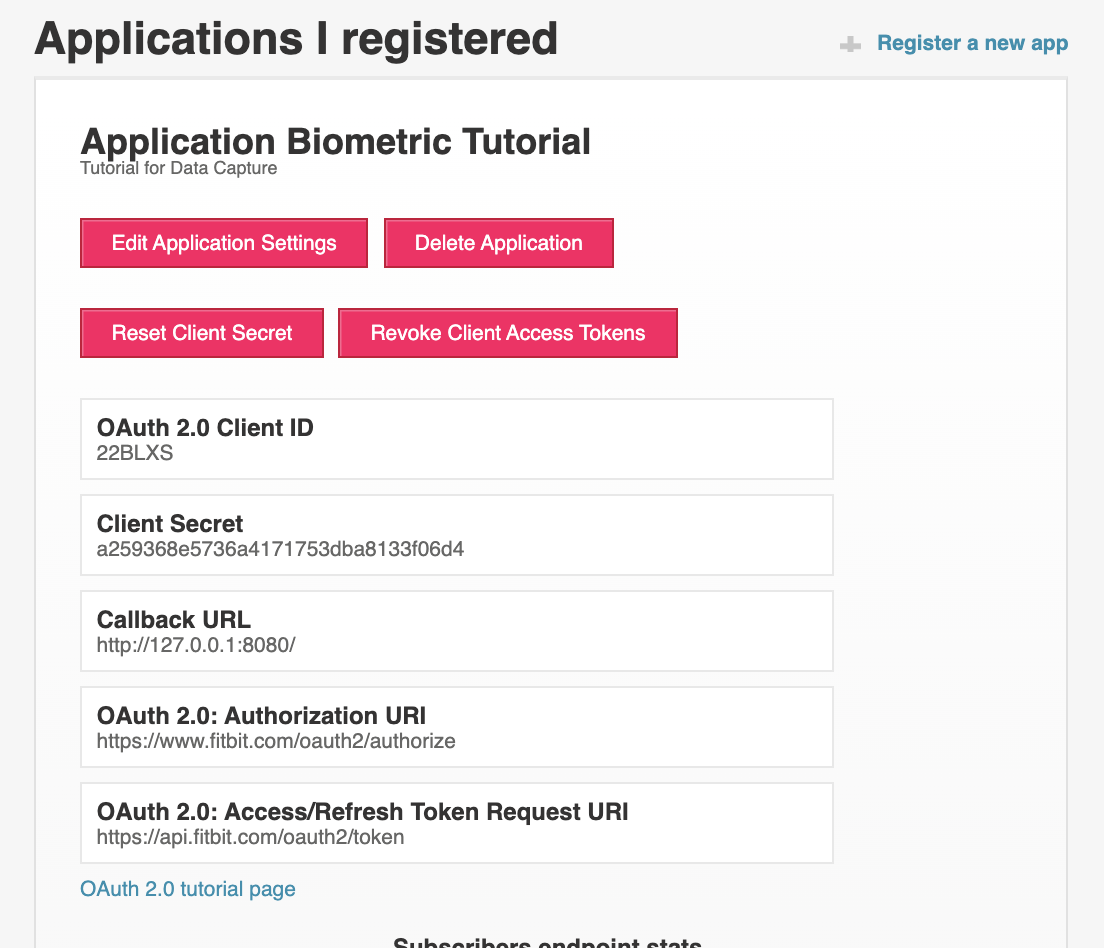 Applications I registered
Register a new app
Application Biometric Tutorial
Tutorial for Data Capture
Edit Application Settings
Delete Application
Reset Client Secret
Revoke Client Access Tokens
OAuth 2.0 Client ID
22BLXS
Client Secret
a259368e5736a4171753dba8133f06d4
Callback URL
http://127.0.0.1:8080/
OAuth 2.0: Authorization URI
https://www.fitbit.com/oauth2/authorize
OAuth 2.0: Access/Refresh Token Request URI
https://api.fitbit.com/oauth2/token
OAuth 2.0 tutorial page
Subscribers endpoint stats